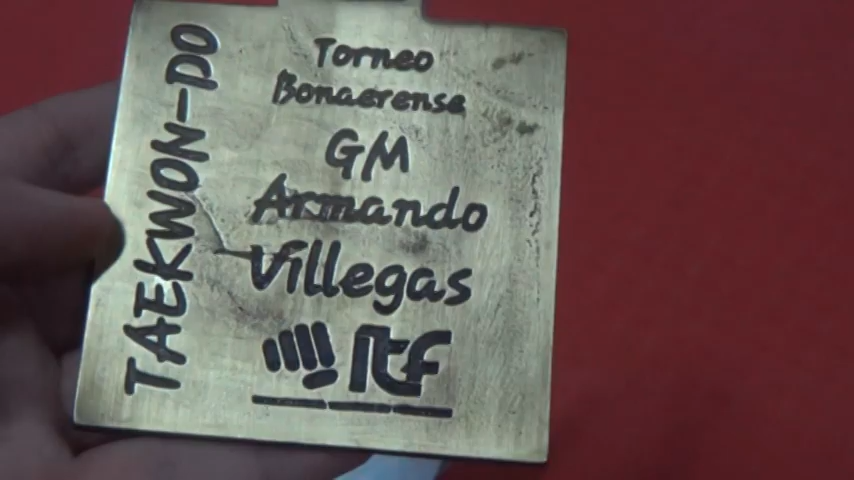 TAEKWON-DO
Torneo
Bonaerense
GM
Armando
Villegas
itf